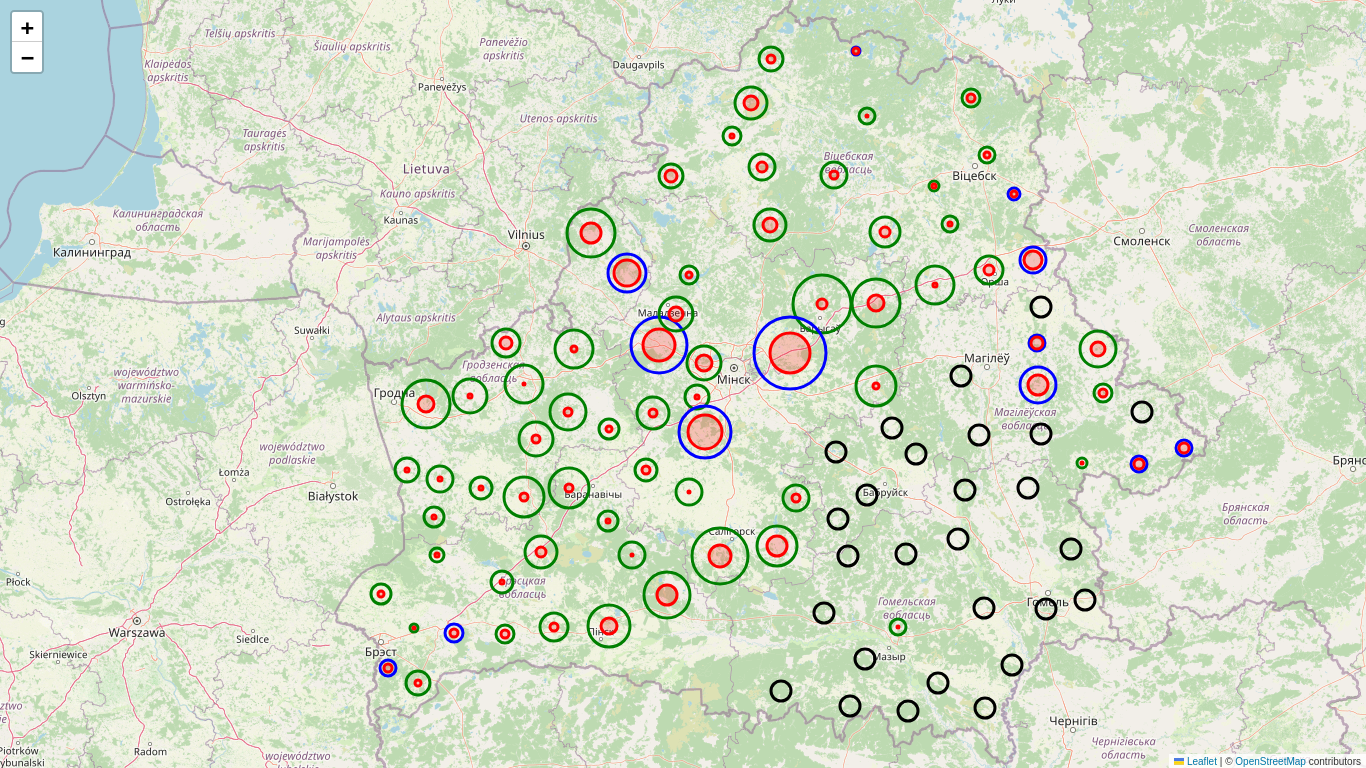 +
−
Луки
Telšių apskritis
Šiaulių apskritis
Panevėžio
apskritis
Klaipėdos
apskritis
Daugavpils
Panevėžys
Utenos apskritis
Tauragės
apskritis
Lietuva
Віцебская
вобласць
Віцебск
Kauno apskritis
Kaunas
Калининградская
область
Vilnius
Marijampolės
apskritis
Калининград
Смоленск
Смоленская
область
Орша
Alytaus apskritis
Маладзечна
Барысаў
Suwałki
Гродзенская
вобласць
Магілёў
Мінск
województwo
warmińsko-
mazurskie
Гродна
Olsztyn
Магілёўская
вобласць
województwo
podlaskie
Łomża
Бранс
Białystok
Баранавічы
Бабруйск
Ostrołęka
Брянская
область
Салігорск
Płock
Брэсцкая
вобласць
Гомельская
вобласць
Гомель
Warszawa
Siedlce
Пінск
Skierniewice
Брэст
Мазыр
Чернігів
Piotrków
Trybunalski
Radom
województwo
Чернігівська
область
Leaflet | © OpenStreetMap contributors